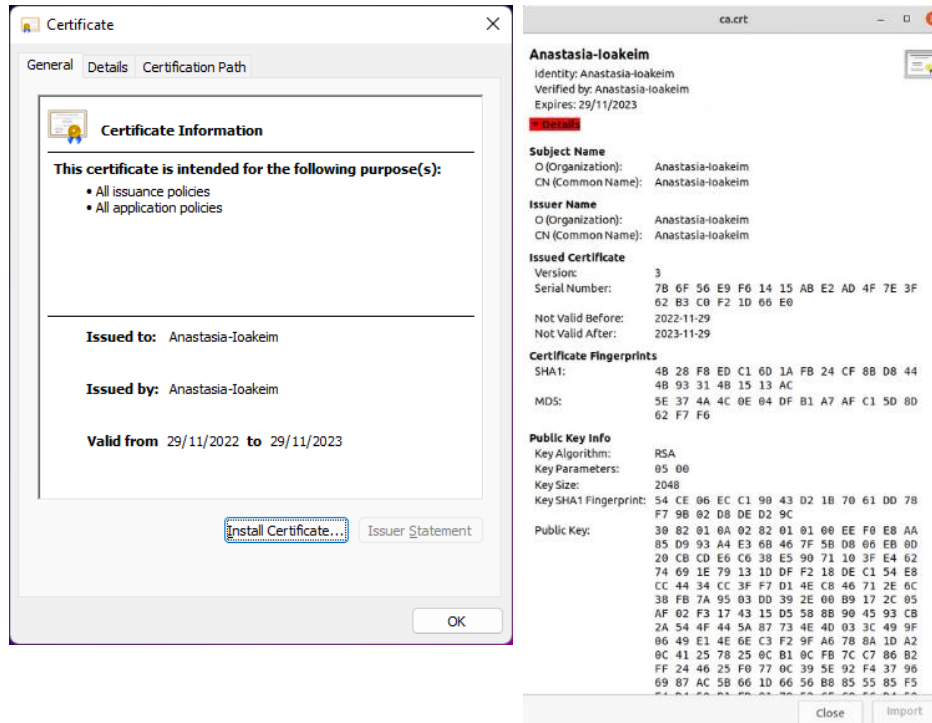 Certificate
General Details Certification Path
Certificate Information
This certificate is intended for the following purpose(s):
• All issuance policies
• All application policies
Issued to: Anastasia-Ioakeim
Issued by: Anastasia-Ioakeim
Valid from 29/11/2022 to 29/11/2023
Install Certificate... Issuer Statement
OK
ca.crt
Anastasia-Ioakeim
Identity: Anastasia-Ioakeim
Verified by: Anastasia-Ioakeim
Expires: 29/11/2023
Details
Subject Name
O (Organization): Anastasia-Ioakeim
CN (Common Name): Anastasia-Ioakeim
Issuer Name
O (Organization): Anastasia-Ioakeim
CN (Common Name): Anastasia-Ioakeim
Issued Certificate
Version: 3
Serial Number: 7B 6F 56 E9 F6 14 15 AB E2 AD 4F 7E 3F
62 B3 C0 F2 1D 66 E0
Not Valid Before: 2022-11-29
Not Valid After: 2023-11-29
Certificate Fingerprints
SHA1: 4B 28 F8 ED C1 6D 1A FB 24 CF 8B D8 44
4B 93 31 4B 15 13 AC
MD5: 5E 37 4A 4C 0E 04 DF B1 A7 AF C1 5D 8D
62 F7 F6
Public Key Info
Key Algorithm: RSA
Key Parameters: 05 00
Key Size: 2048
Key SHA1 Fingerprint: 54 CE 06 EC C1 90 43 D2 1B 70 61 DD 78
F7 9B 02 D8 DE D2 9C
Public Key: 30 82 01 0A 02 82 01 01 00 EE F0 E8 AA
85 D9 93 A4 E3 6B 46 7F 5B D8 06 EB 0D
20 CB CD E6 C6 38 E5 90 71 10 3F E4 62
74 69 1E 79 13 1D DF F2 18 DE C1 54 E8
CC 44 34 CC 3F F7 D1 4E C8 46 71 2E 6C
38 FB 7A 95 03 DD 39 2E 00 B9 17 2C 05
AF 02 F3 17 43 15 D5 58 8B 90 45 93 CB
2A 54 4F 44 5A 87 73 4E 4D 03 3C 49 9F
06 49 E1 4E 6E C3 F2 9F A6 78 8A 1D A2
0C 41 25 78 25 0C B1 0C FB 7C C7 86 B2
FF 24 46 25 F0 77 0C 39 5E 92 F4 37 96
69 87 AC 5B 66 1D 66 56 B8 85 55 85 F5
Close Import